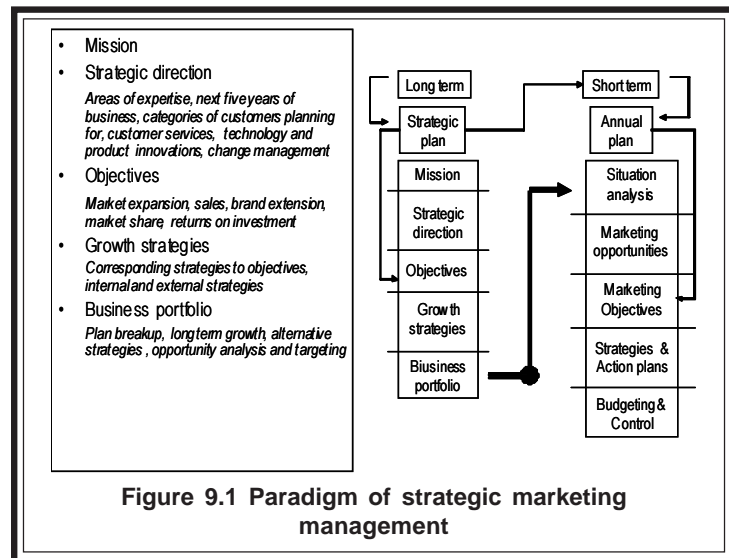 • Mission
• Strategic direction
Areas of expertise, next five years of
business, categories of customers planning
for, customer services, technology and
product innovations, change management
• Objectives
Market expansion, sales, brand extension,
market share, returns on investment
• Growth strategies
Corresponding strategies to objectives,
internal and external strategies
• Business portfolio
Plan breakup, long term growth, alternative
strategies , opportunity analysis and targeting
Long term
Strategic
plan
Mission
Strategic
direction
Objectives
Growth
strategies
Biusiness
portfolio
Short term
Annual
plan
Situation
analysis
Marketing
opportunities
Marketing
Objectives
Strategies &
Action plans
Budgeting &
Control
Figure 9.1 Paradigm of strategic marketing
management